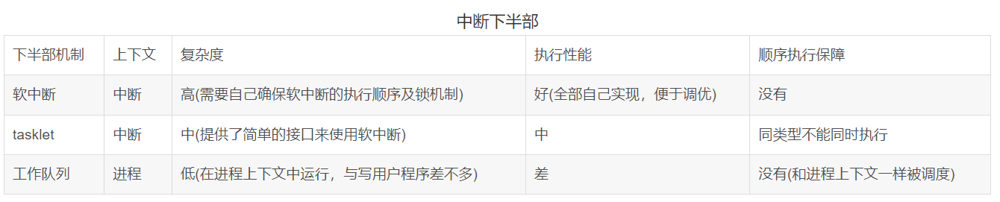 中断下半部
下半部机制 上下文 复杂度 执行性能 顺序执行保障
软中断 中断 高(需要自己确保软中断的执行顺序及锁机制) 好(全部自己实现，便于调优) 没有
tasklet 中断 中(提供了简单的接口来使用软中断) 中 同类型不能同时执行
工作队列 进程 低(在进程上下文中运行，与写用户程序差不多) 差 没有(和进程上下文一样被调度)